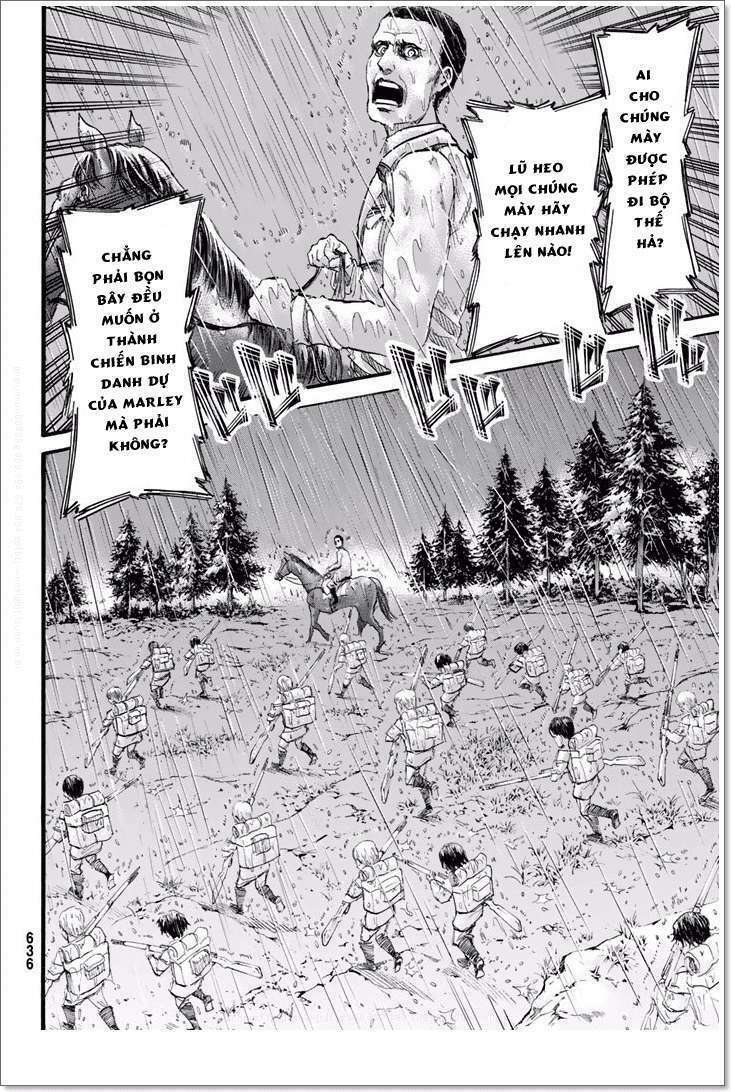 AI
CHO
CHÚNG
MÀY
ĐƯỢC
PHÉP
ĐI BỘ
THẾ
HẢ?
LŨ HEO
MỌI CHÚNG
MÀY HÃY
CHẠY NHANH
LÊN NÀO!
CHẲNG
PHẢI BỌN
BÂY ĐỀU
MUỐN Ở
THÀNH
CHIẾN BINH
DANH DỰ
CỦA MARLEY
MÀ PHẢI
KHÔNG?
636